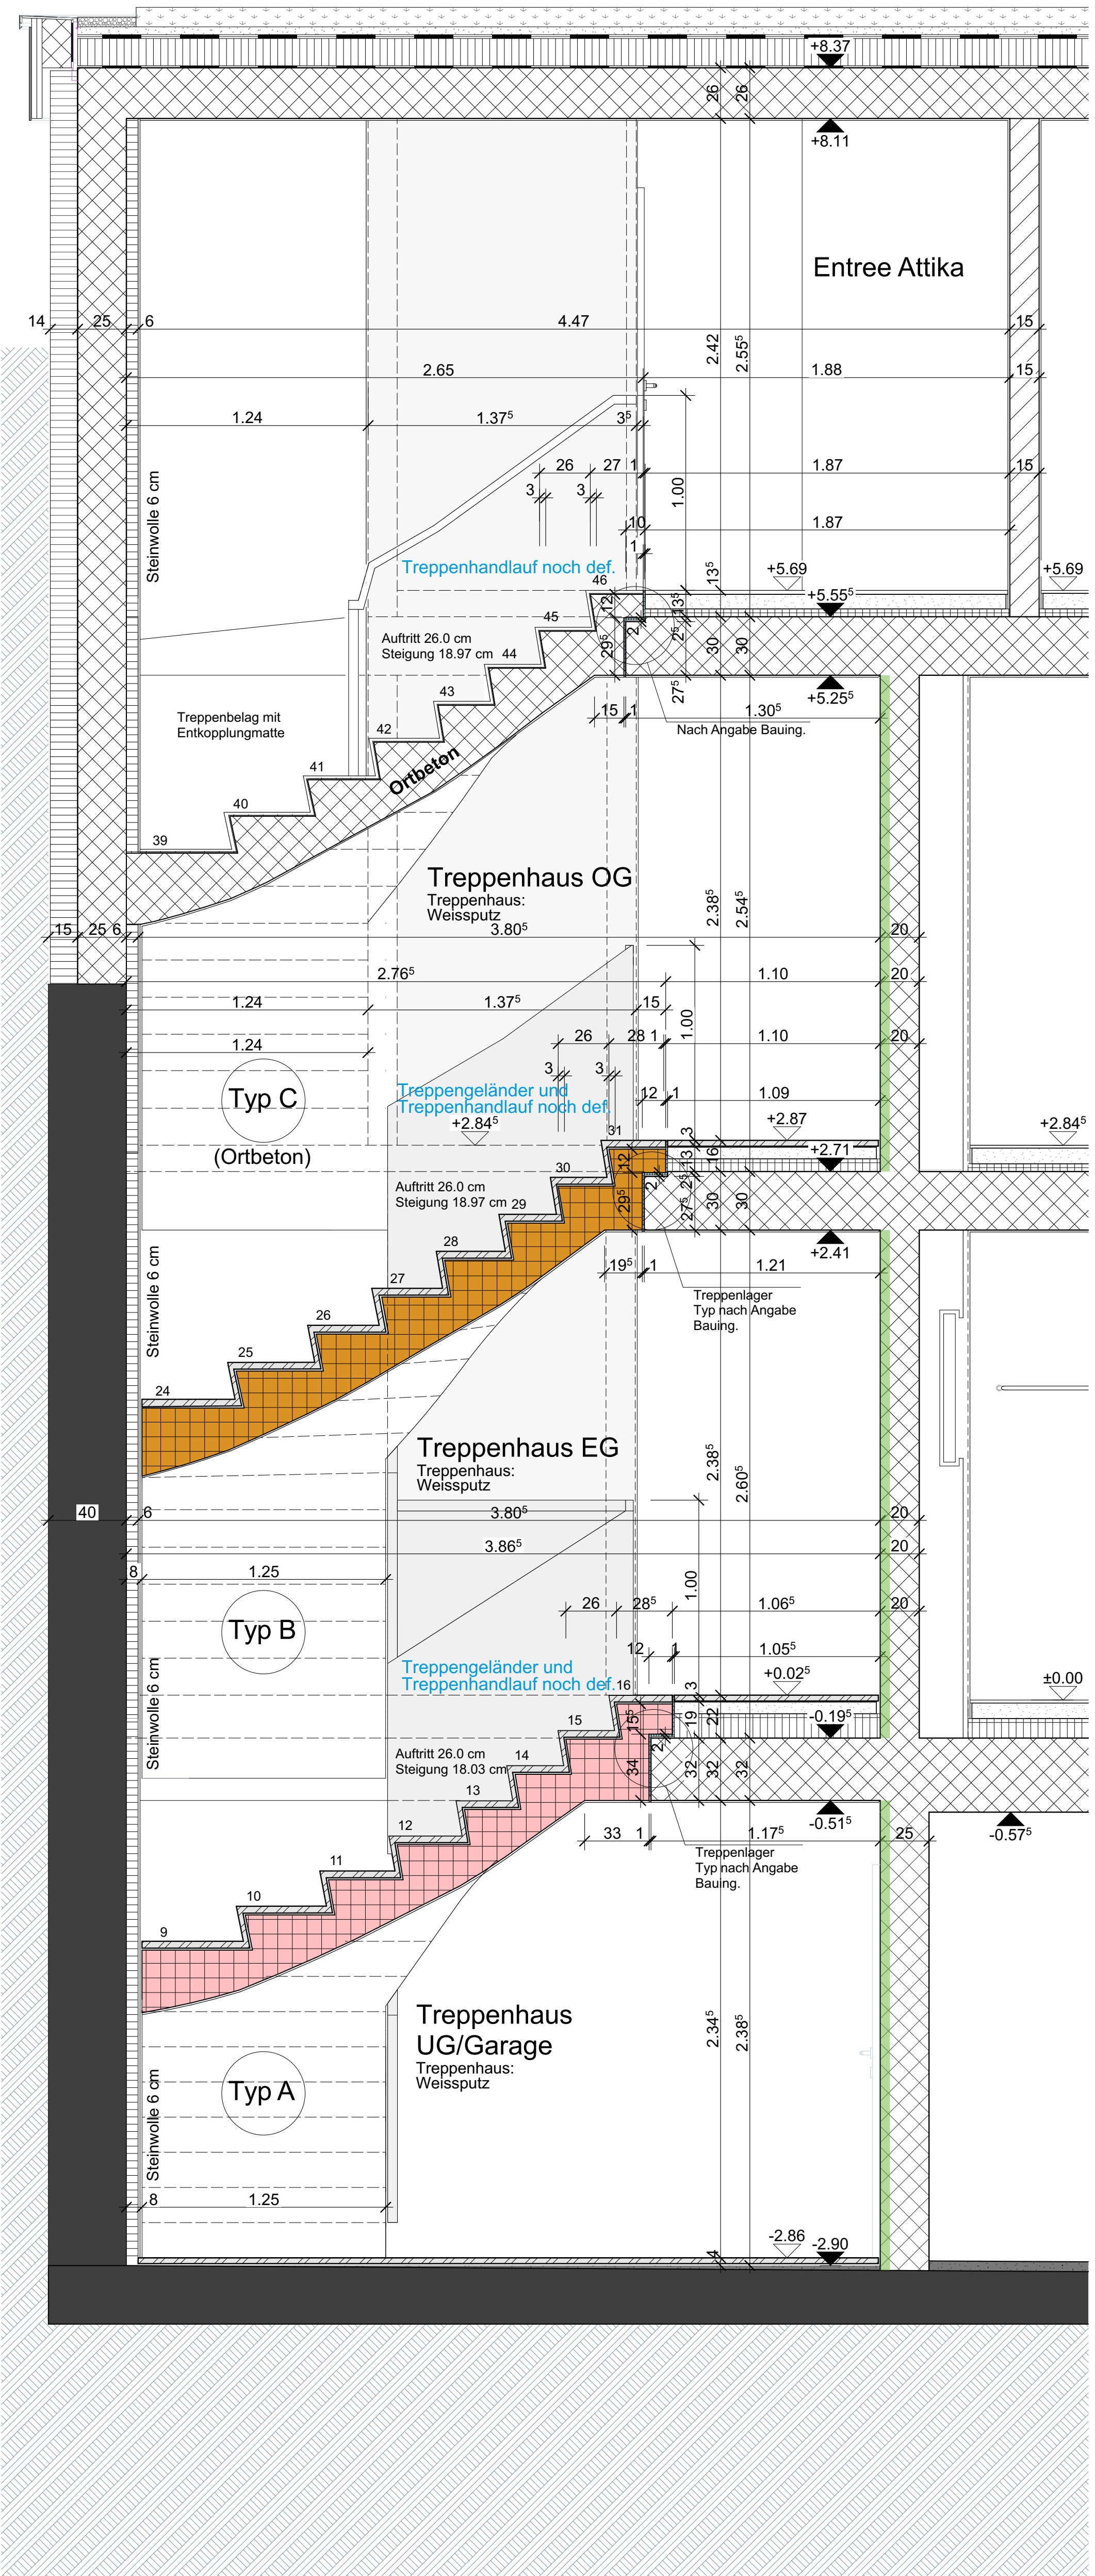 +8.37
26 26
+8.11
Entree Attika
14 25 6 4.47 15
2.42 2.55⁵
2.65 1.88 15
1.24 1.37⁵ 3⁵
26 27 1 1.87 15
3 3 1.00
10 1.87
1
Steinwolle 6 cm
Treppenhandlauf noch def.
13⁵ +5.69 +5.69
46
12 13⁵ +5.55⁵
45
2 2⁵
Auftritt 26.0 cm
Steigung 18.97 cm
44 29⁵ 30 30
43 27⁵ +5.25⁵
15 1 1.30⁵
Treppenbelag mit
Entkopplungmatte
42 Nach Angabe Bauing.
41 Ortbeton
40
39
Treppenhaus OG
Treppenhaus:
Weissputz
2.38⁵ 2.54⁵
15 25 6 3.80⁵ 20
2.76⁵ 1.10 20
1.24 1.37⁵ 15
1.00
1.24 26 28 1 1.10 20
3 3
Typ C
Treppengeländer und
Treppenhandlauf noch def.
12 1 1.09
+2.84⁵ +2.87 +2.84⁵
31 3
(Ortbeton)
12 13 16 +2.71
30
2 2⁵
Auftritt 26.0 cm
Steigung 18.97 cm
29 29⁵ 27⁵ 30 30
28 +2.41
19⁵ 1 1.21
Steinwolle 6 cm
27
Treppenlager
Typ nach Angabe
Bauing.
26
25
24
Treppenhaus EG
Treppenhaus:
Weissputz
2.38⁵ 2.60⁵
40 6 3.80⁵ 20
3.86⁵ 20
8 1.25 1.00
26 28⁵ 1.06⁵ 20
Typ B
12 1 1.05⁵
Treppengeländer und
Treppenhandlauf noch def.
+0.02⁵ ±0.00
16 3
Steinwolle 6 cm
15 15⁵ 19 22 -0.19⁵
2
Auftritt 26.0 cm
Steigung 18.03 cm
14 34 32 32 32
13
-0.51⁵ -0.57⁵
12 33 1 1.17⁵ 25
Treppenlager
Typ nach Angabe
Bauing.
11
10
9
Treppenhaus
UG/Garage
Treppenhaus:
Weissputz
2.34⁵ 2.38⁵
Typ A
Steinwolle 6 cm
8 1.25
-2.86
4 -2.90